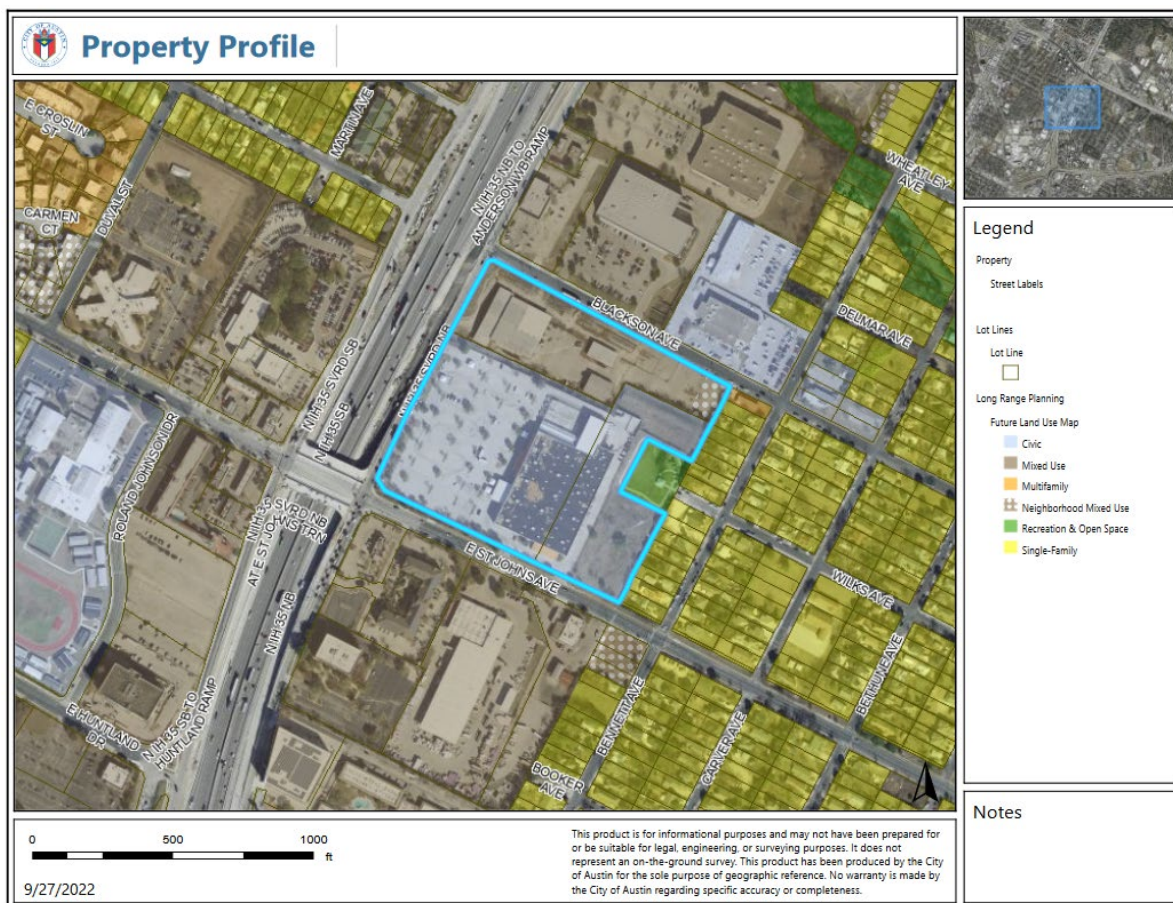 Property Profile
E CROSLIN
ST
MARTIN AVE
DUVAL ST
CARMEN
CT
N IH 35 NB TO
ANDERSON WB RAMP
WHEATLEY
AVE
BLACKSON AVE
DELMAR AVE
N IH 35 SVRD SB
N IH 35 SB
N IH 35 SVRD NB
ROLAND JOHNSON DR
AT E ST JO
N IH 35 NB
E ST JOHNS AVE
WILKS AVE
BETHUNE AVE
E HUNTLAND
DR
N IH 35 SB TO
HUNTLAND RAMP
BENNETT AVE
CARVER AVE
BOOKER
AVE
Legend
Property
Street Labels
Lot Lines
Lot Line
Long Range Planning
Future Land Use Map
Civic
Mixed Use
Multifamily
Neighborhood Mixed Use
Recreation & Open Space
Single-Family
Notes
0 500 1000
ft
9/27/2022
This product is for informational purposes and may not have been prepared for
or be suitable for legal, engineering, or surveying purposes. It does not
represent an on-the-ground survey. This product has been produced by the City
of Austin for the sole purpose of geographic reference. No warranty is made by
the City of Austin regarding specific accuracy or completeness.